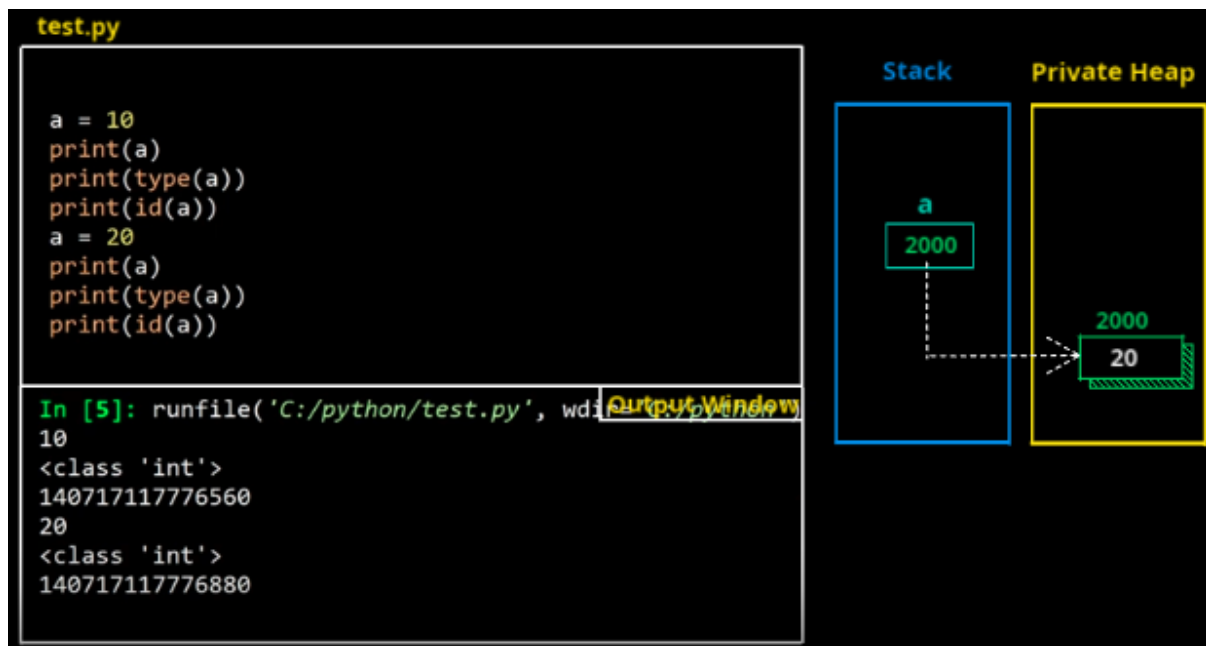 test.py
a = 10
print(a)
print(type(a))
print(id(a))
a = 20
print(a)
print(type(a))
print(id(a))
In [5]: runfile('C:/python/test.py', wdir='C:/python')
Output Window
10
<class 'int'>
140717117776560
20
<class 'int'>
140717117776880
Stack
Private Heap
a
2000
2000
20